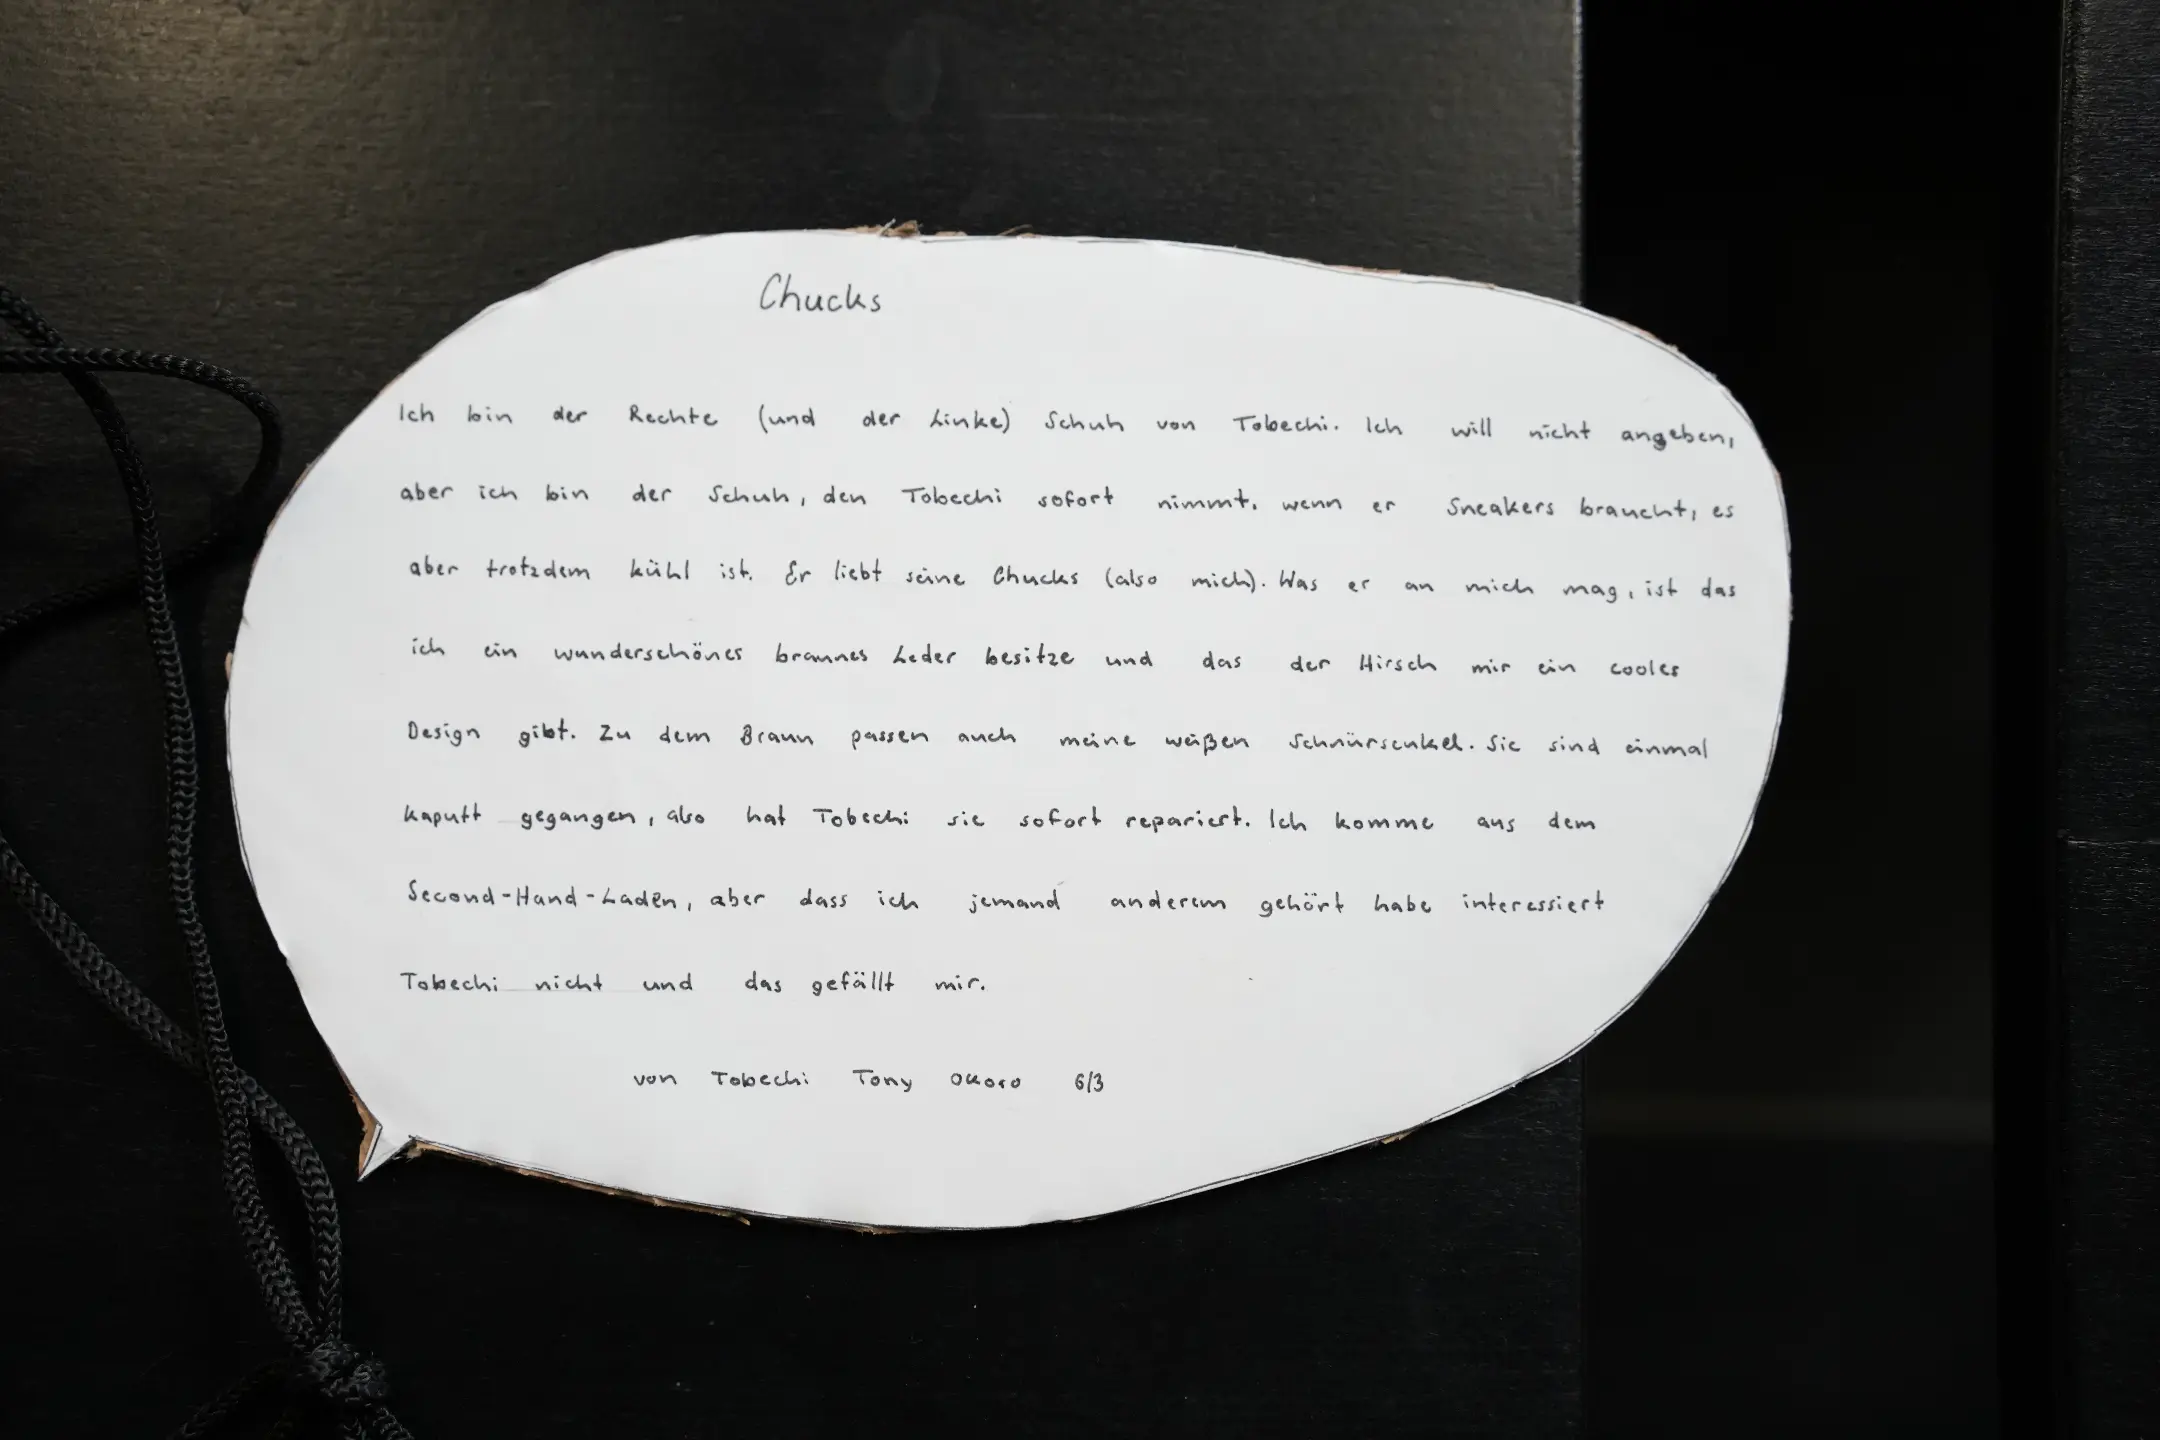 Chucks
Ich bin der Rechte (und der Linke) Schuh von Tobechi. Ich will nicht angeben,
aber ich bin der Schuh, den Tobechi sofort nimmt, wenn er Sneakers braucht, es
aber trotzdem kühl ist. Er liebt seine Chucks (also mich). Was er an mich mag, ist das
ich ein wunderschönes braunes Leder besitze und das der Hirsch mir ein cooles
Design gibt. Zu dem Braun passen auch meine weißen Schnürsenkel. Sie sind einmal
kaputt gegangen, also hat Tobechi sie sofort repariert. Ich komme aus dem
Second-Hand-Laden, aber dass ich jemand anderem gehört habe interessiert
Tobechi nicht und das gefällt mir.
von Tobechi Tony Okoro 6/3